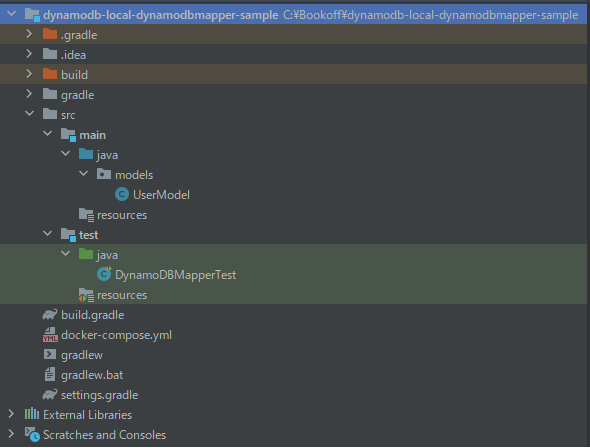 dynamodb-local-dynamodbmapper-sample C:¥Bookoff¥dynamodb-local-dynamodbmapper-sample
.gradle
.idea
build
gradle
src
main
java
models
C UserModel
resources
test
java
C DynamoDBMapperTest
resources
build.gradle
YML docker-compose.yml
gradlew
gradlew.bat
settings.gradle
External Libraries
Scratches and Consoles